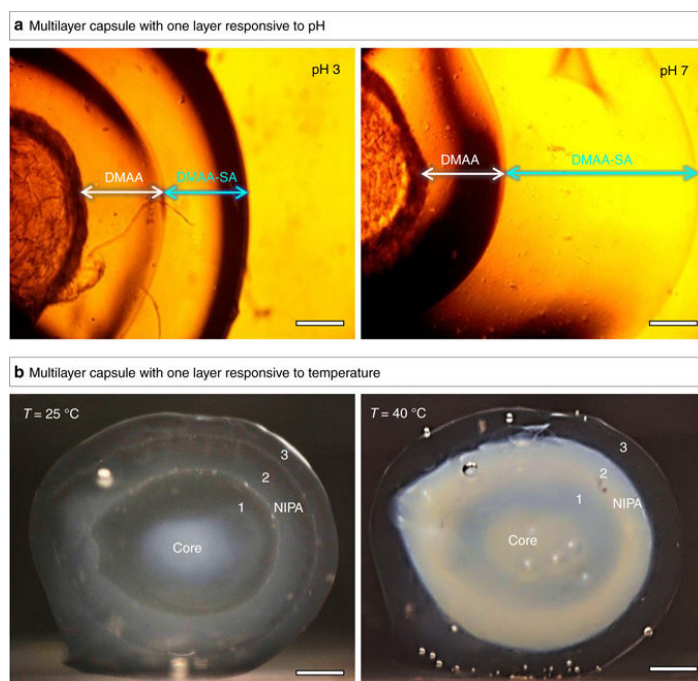 a Multilayer capsule with one layer responsive to pH
pH 3
pH 7
DMAA
DMAA-SA
DMAA
DMAA-SA
b Multilayer capsule with one layer responsive to temperature
T = 25 °C
T = 40 °C
3
2
1
NIPA
Core
3
2
1
NIPA
Core